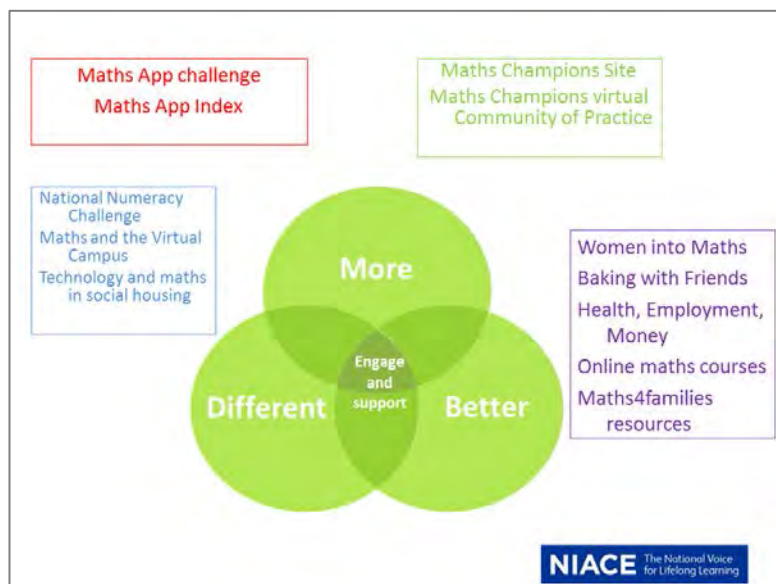 Maths App challenge
Maths App Index
Maths Champions Site
Maths Champions virtual
Community of Practice
National Numeracy
Challenge
Maths and the Virtual
Campus
Technology and maths
in social housing
More
Engage
and
support
Different
Better
Women into Maths
Baking with Friends
Health, Employment,
Money
Online maths courses
Maths4families
resources
NIACE
The National Voice
for Lifelong Learning